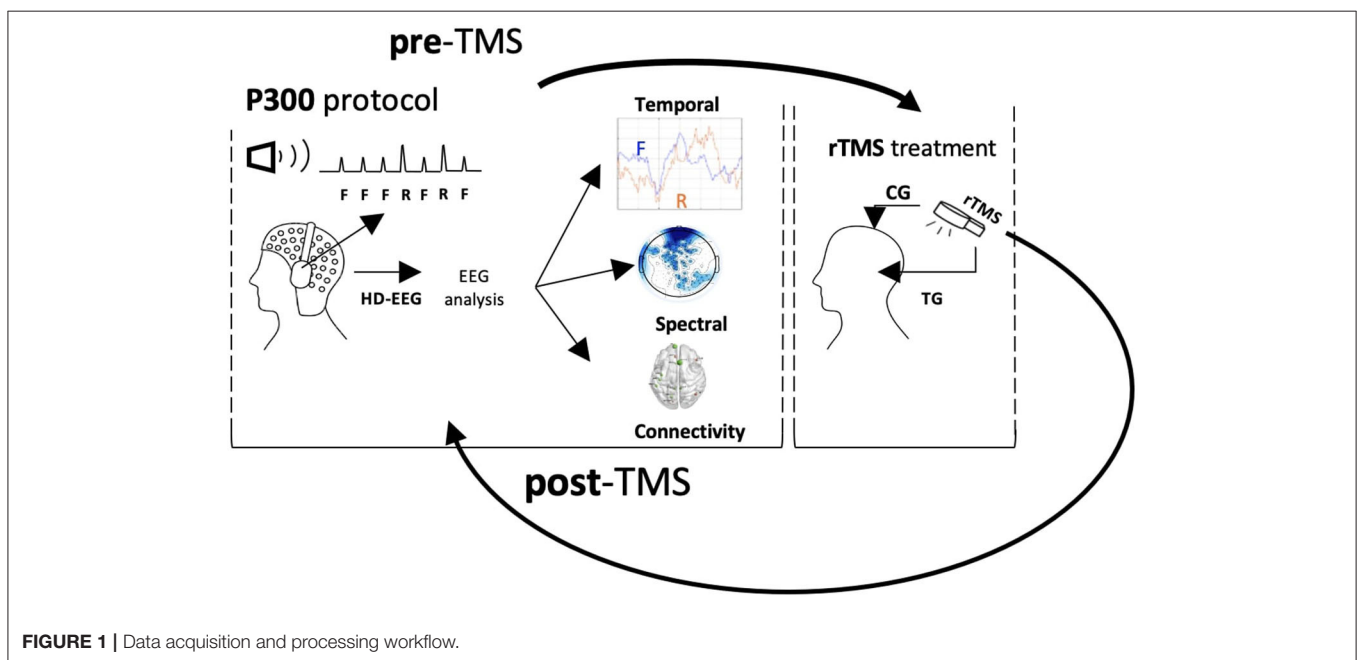 pre-TMS
P300 protocol
F F F R F R F
HD-EEG
EEG
analysis
Temporal
F
R
Spectral
Connectivity
rTMS treatment
CG
rTMS
TG
post-TMS
FIGURE 1 | Data acquisition and processing workflow.